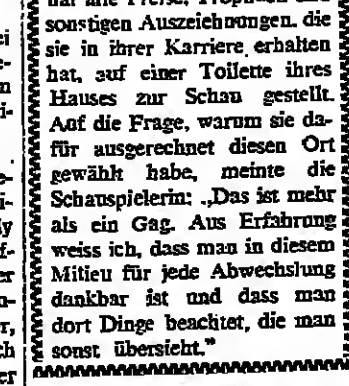 hat alle Preise, Trophäen und
sonstigen Auszeichnungen, die
sie in ihrer Karriere erhalten
hat, auf einer Toilette ihres
Hauses zur Schau gestellt.
Auf die Frage, warum sie da-
für ausgerechnet diesen Ort
gewählt habe, meinte die
Schauspielerin: „Das ist mehr
als ein Gag. Aus Erfahrung
weiss ich, dass man in diesem
Milieu für jede Abwechslung
dankbar ist und dass man
dort Dinge beachtet, die man
sonst übersieht."